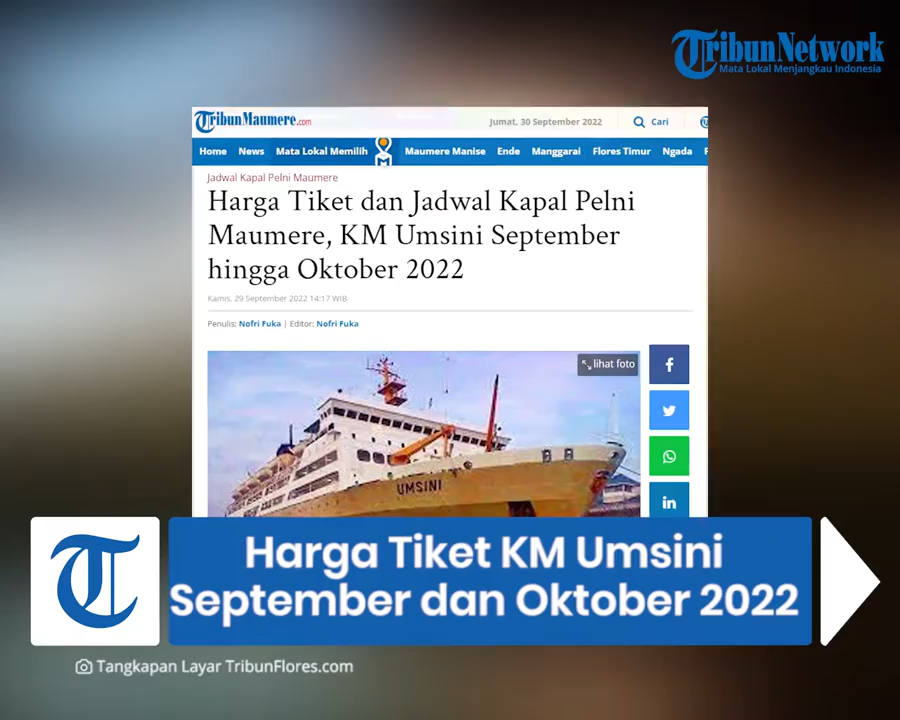 TribunNetwork
Mata Lokal Menjangkau Indonesia
TribunMaumere.com
Jumat, 30 September 2022
Cari
Home News Mata Lokal Memilih Maumere Manise Ende Manggarai Flores Timur Ngada
Jadwal Kapal Pelni Maumere
Harga Tiket dan Jadwal Kapal Pelni
Maumere, KM Umsini September
hingga Oktober 2022
Kamis, 29 September 2022 14:17 WIB
Penulis: Nofri Fuka | Editor: Nofri Fuka
lihat foto
UMSINI
Harga Tiket KM Umsini
September dan Oktober 2022
Tangkapan Layar TribunFlores.com